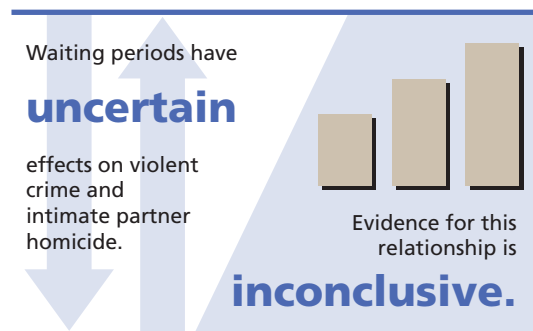 Waiting periods have
uncertain
effects on violent
crime and
intimate partner
homicide.
Evidence for this
relationship is
inconclusive.